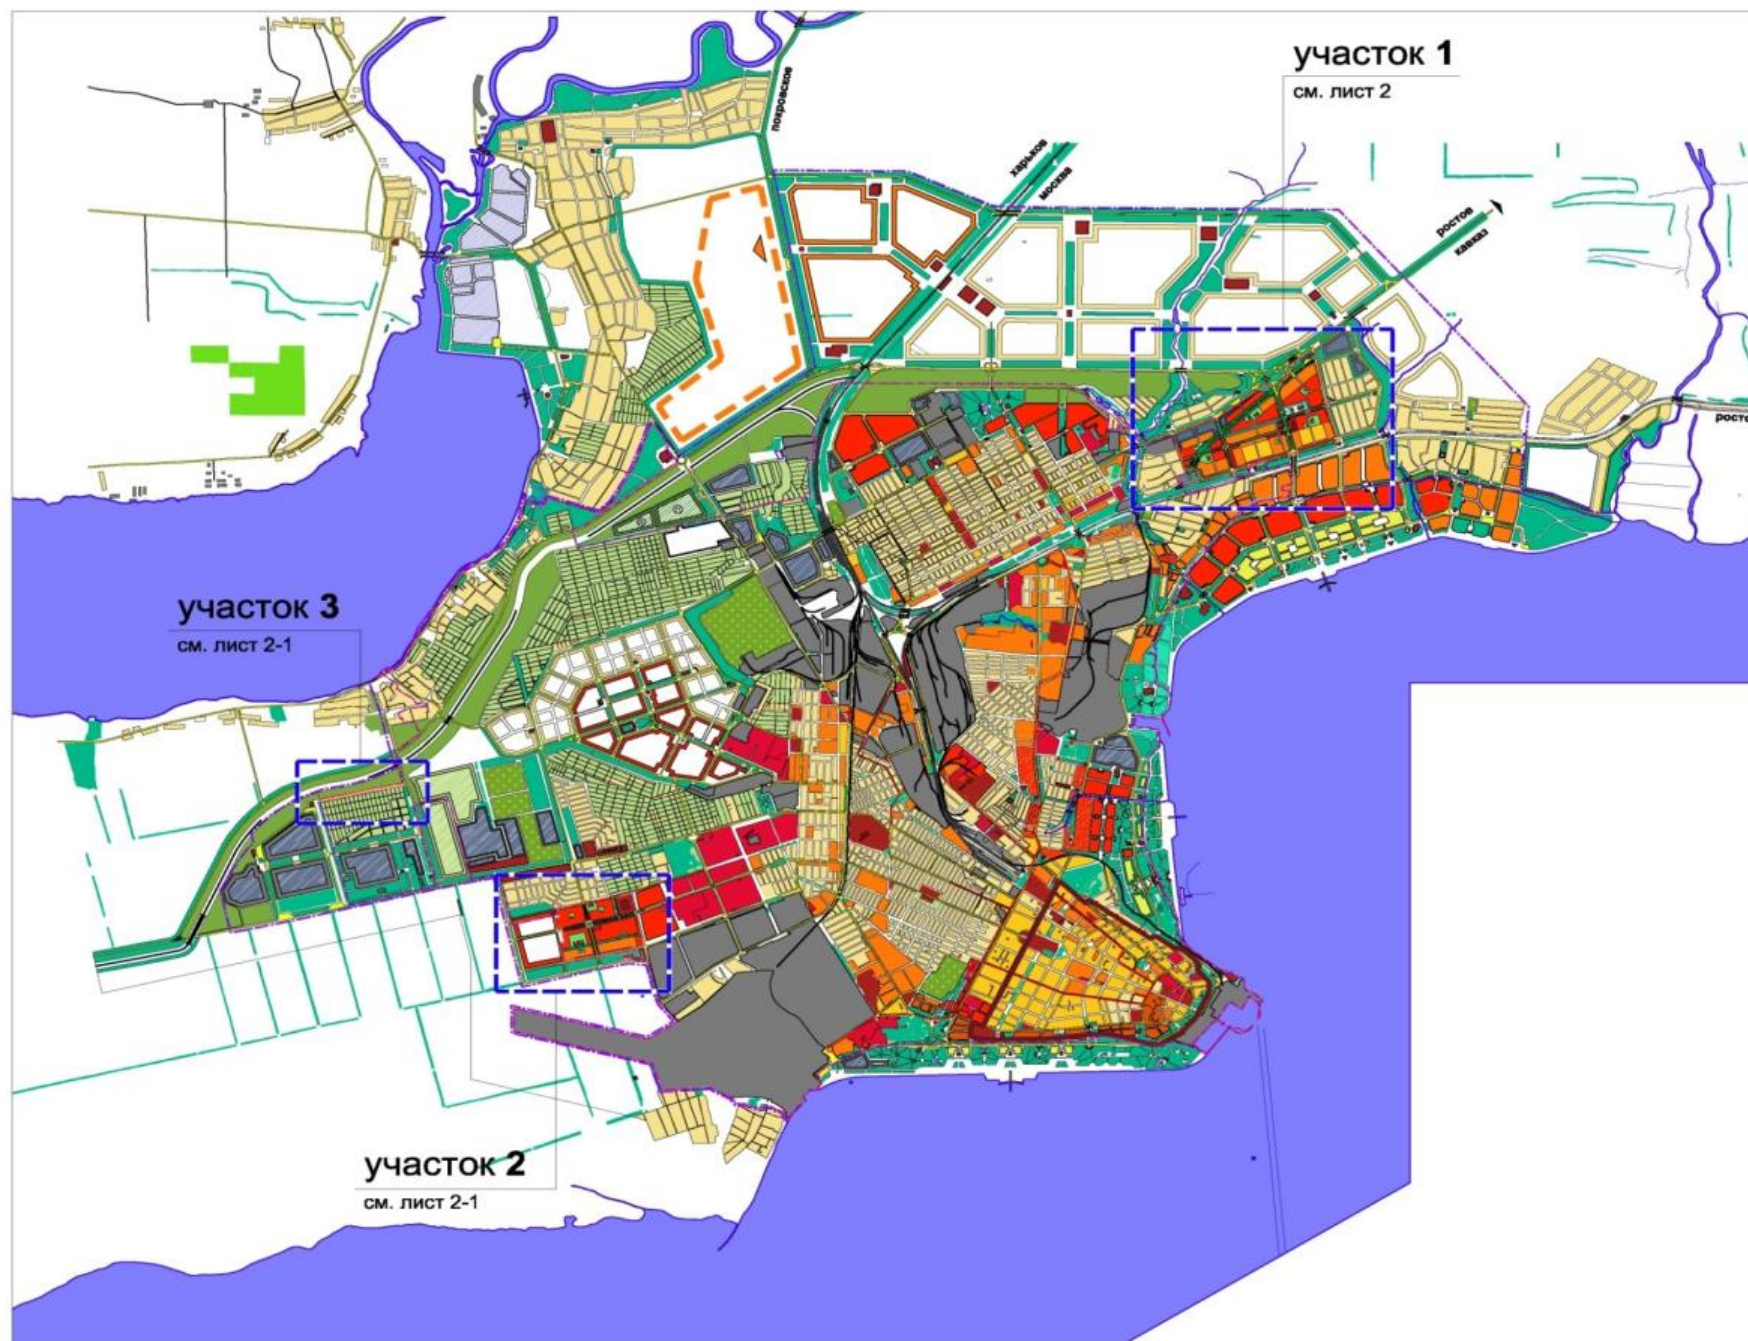 участок 1
см. лист 2
покровское
харьков
москва
ростов
кавказ
росто
участок 3
см. лист 2-1
участок 2
см. лист 2-1